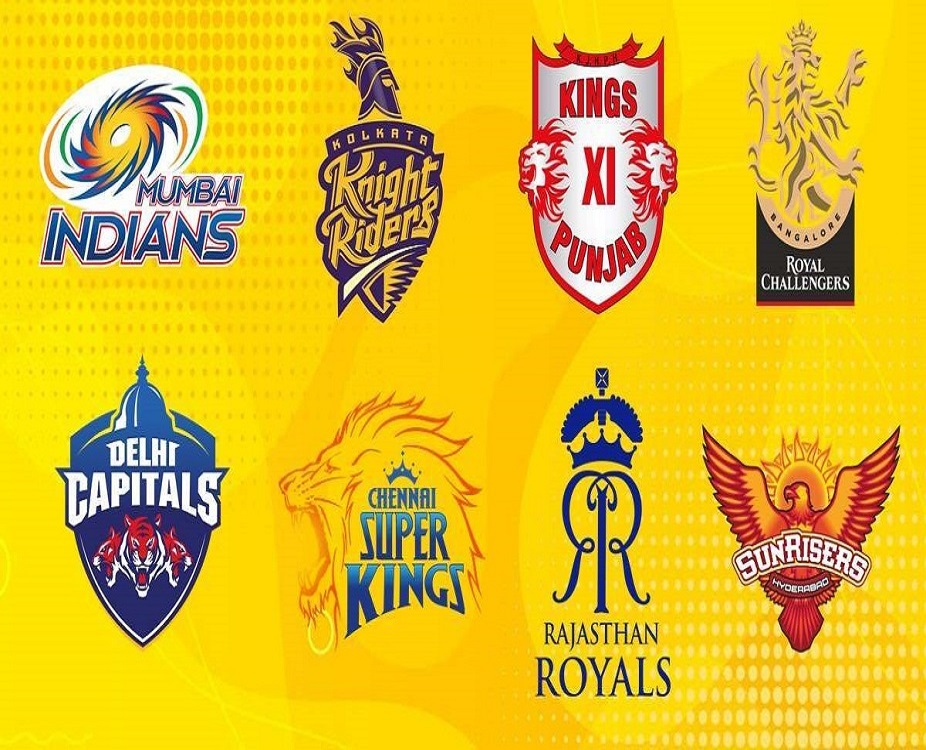 MUMBAI
INDIANS
KOLKATA
Knight
Riders
K.J.H.P.H
KINGS
XI
PUNJAB
BANGALORE
ROYAL
CHALLENGERS
DELHI
CAPITALS
CHENNAI
SUPER
KINGS
RAJASTHAN
ROYALS
SUNRISERS
HYDERABAD